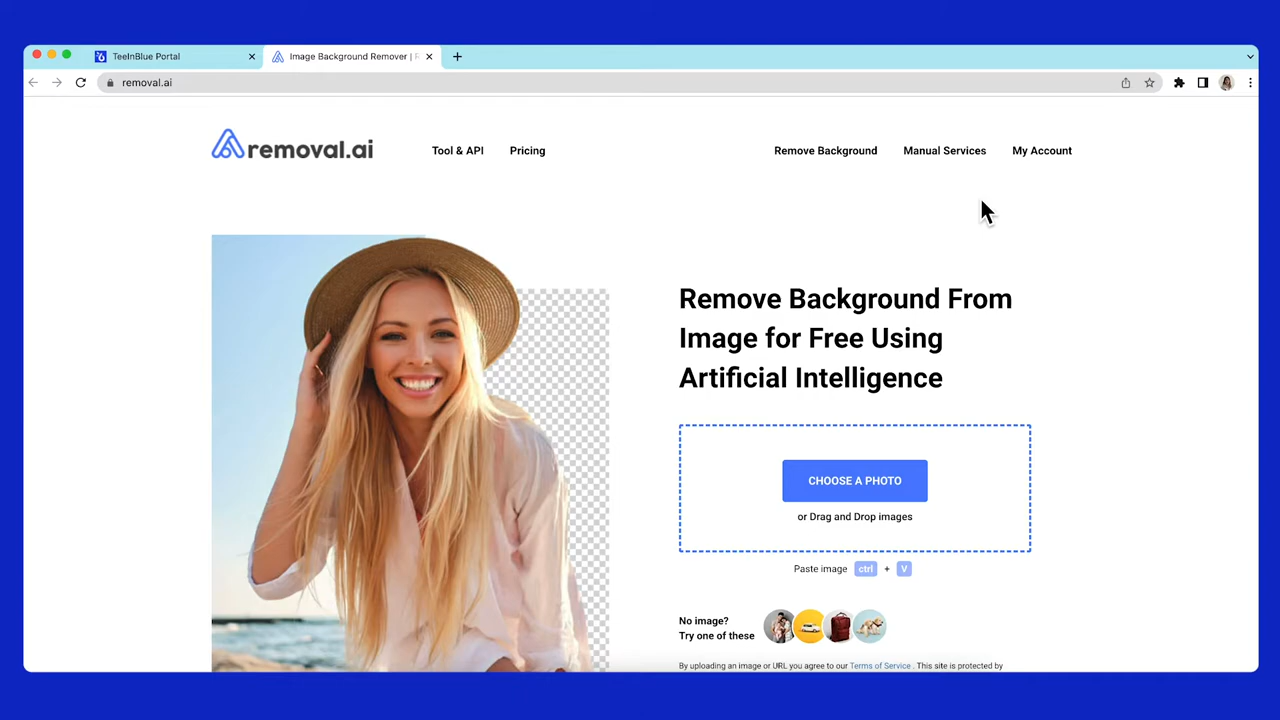 TeeInBlue Portal
Image Background Remover |
removal.ai
removal.ai
Tool & API
Pricing
Remove Background
Manual Services
My Account
Remove Background From
Image for Free Using
Artificial Intelligence
CHOOSE A PHOTO
or Drag and Drop images
Paste image ctrl + V
No image?
Try one of these
By uploading an image or URL you agree to our Terms of Service . This site is protected by